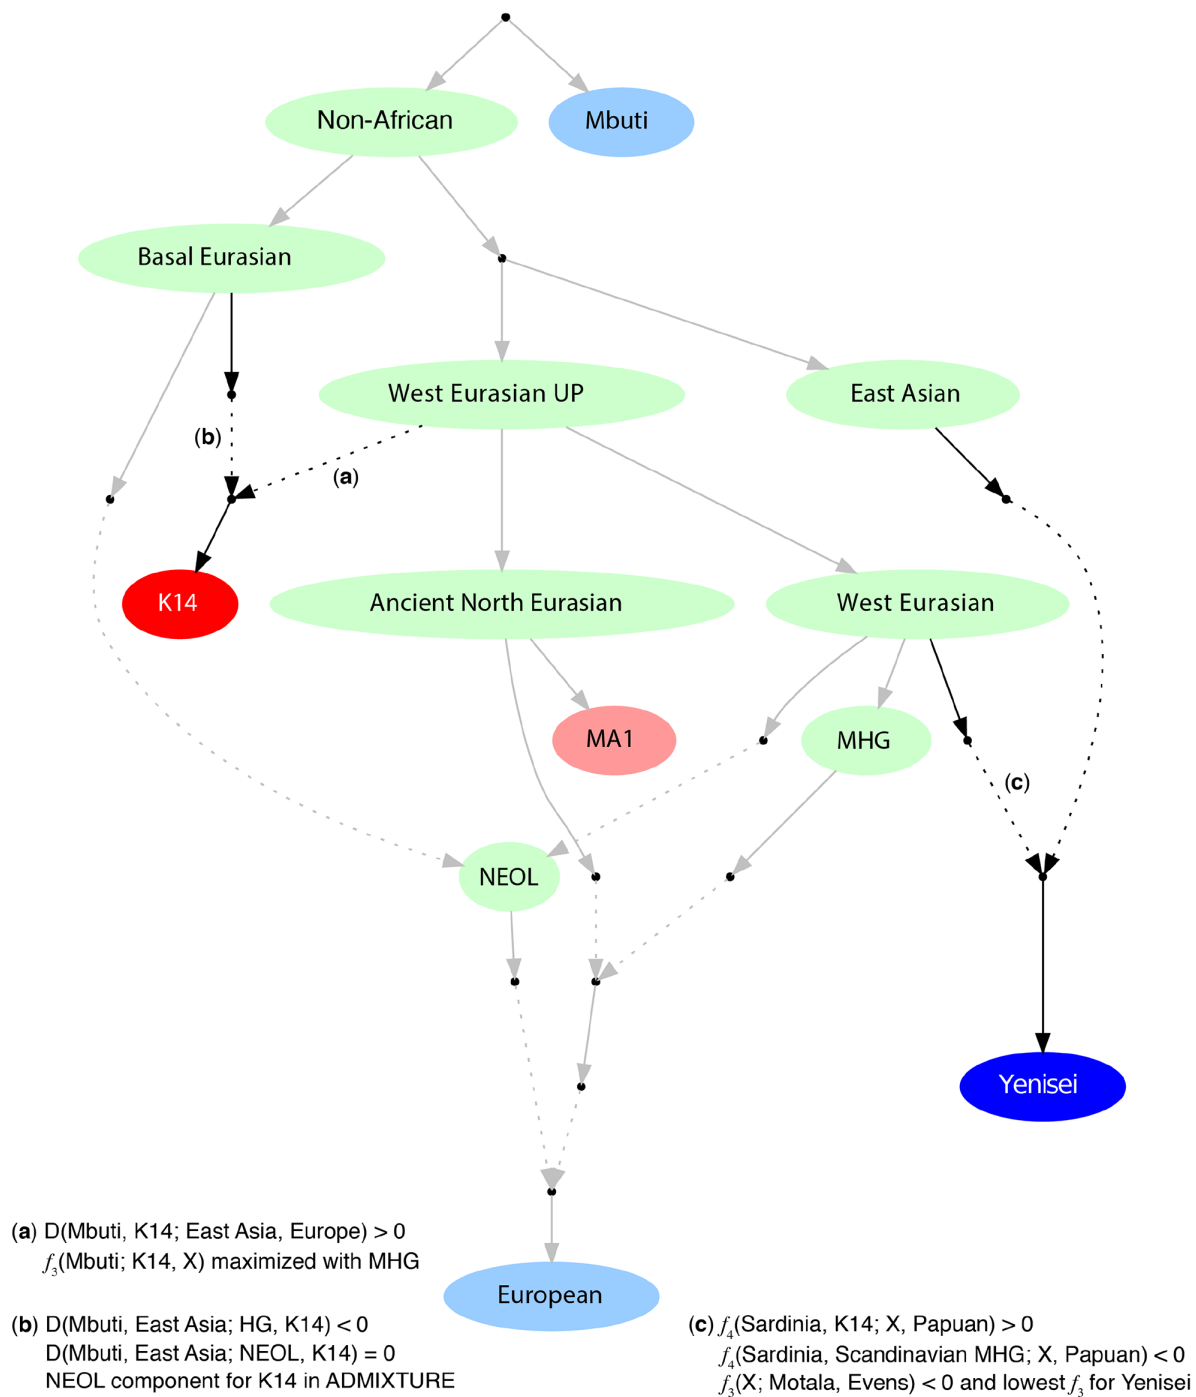 Non-African
Mbuti
Basal Eurasian
West Eurasian UP
East Asian
(b)
(a)
K14
Ancient North Eurasian
West Eurasian
MA1
MHG
(c)
NEOL
Yenisei
European
(a) D(Mbuti, K14; East Asia, Europe) > 0
f3(Mbuti; K14, X) maximized with MHG
(b) D(Mbuti, East Asia; HG, K14) < 0
D(Mbuti, East Asia; NEOL, K14) = 0
NEOL component for K14 in ADMIXTURE
(c) f4(Sardinia, K14; X, Papuan) > 0
f4(Sardinia, Scandinavian MHG; X, Papuan) < 0
f3(X; Motala, Evens) < 0 and lowest f3 for Yenisei